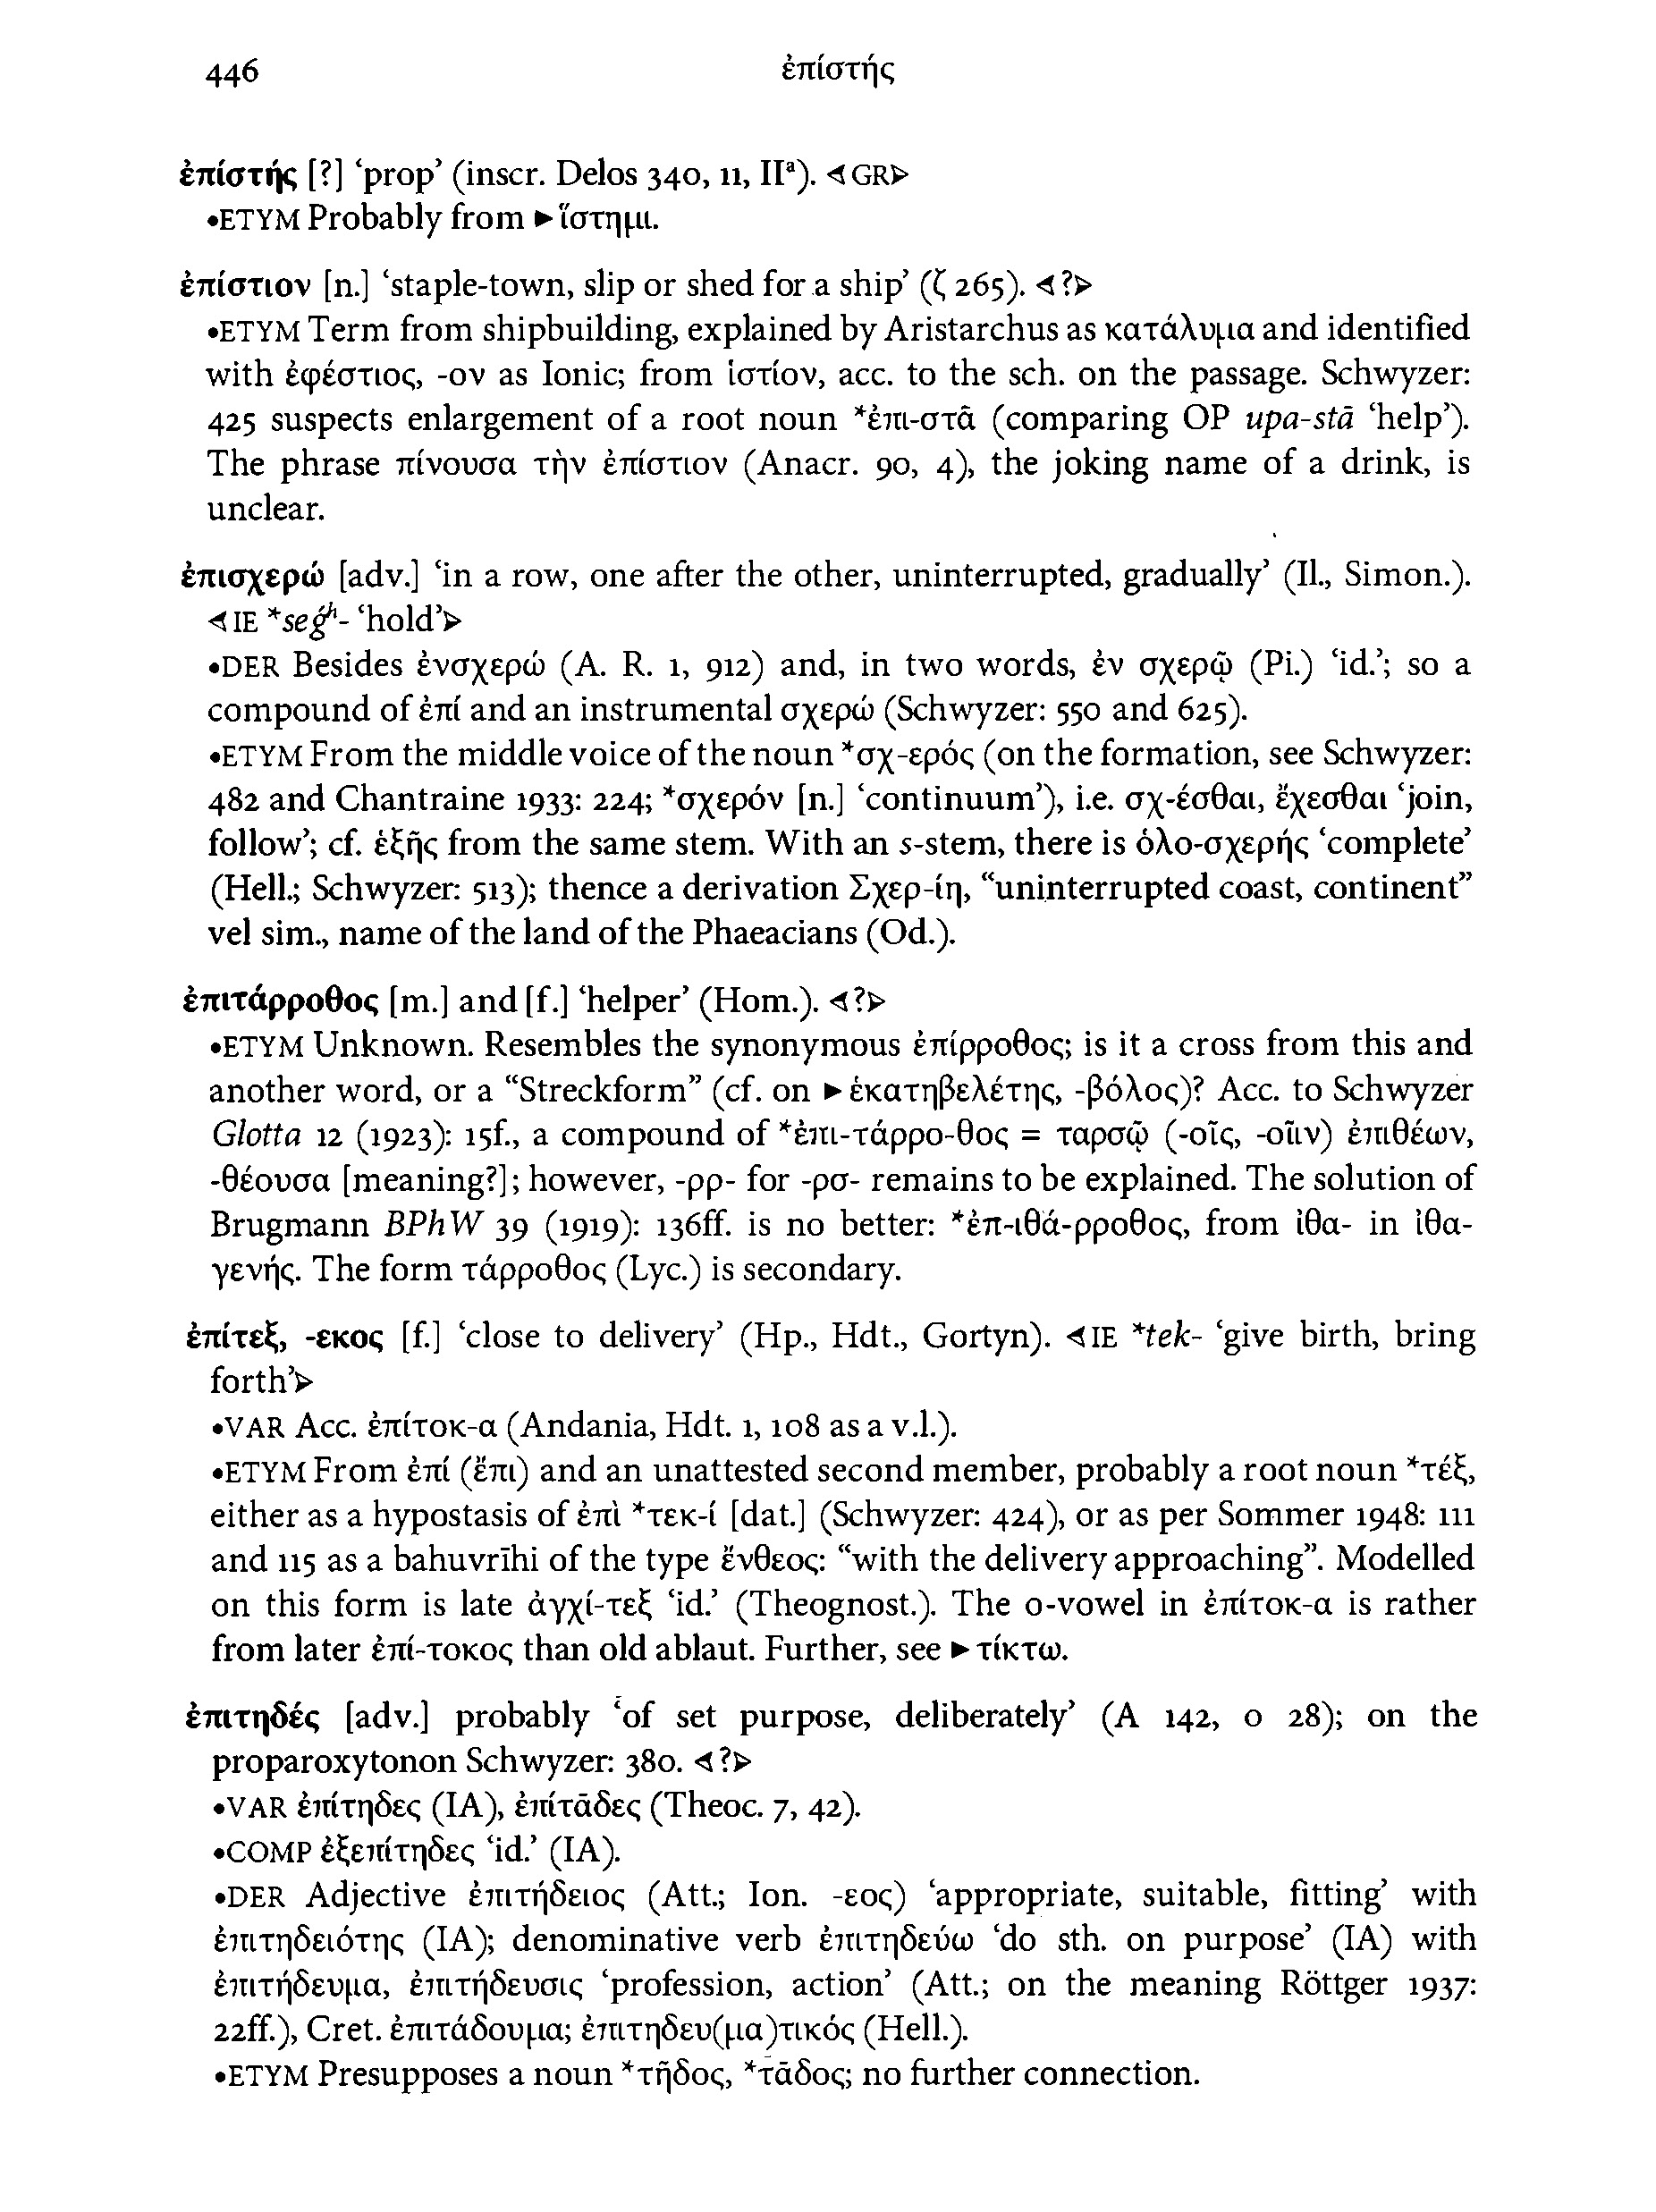 446 ἐπίστής
ἐπίστής [?] ‘prop’ (inscr. Delos 340, 11, IIᵃ). ◁GR▷
•ETYM Probably from ►ἵστημι.
ἐπίστιον [n.] ‘staple-town, slip or shed for a ship’ (ζ 265). ◁?▷
•ETYM Term from shipbuilding, explained by Aristarchus as κατάλυμα and identified
with ἐφέστιος, -ον as Ionic; from ἱστίον, acc. to the sch. on the passage. Schwyzer:
425 suspects enlargement of a root noun *ἐπι-στᾱ (comparing OP upa-stā ‘help’).
The phrase πίνουσα τὴν ἐπίστιον (Anacr. 90, 4), the joking name of a drink, is
unclear.
ἐπισχερώ [adv.] ‘in a row, one after the other, uninterrupted, gradually’ (Il., Simon.).
◁IE *seǵʰ- ‘hold’▷
•DER Besides ἐνσχερώ (A. R. 1, 912) and, in two words, ἐν σχερῷ (Pi.) ‘id.’; so a
compound of ἐπί and an instrumental σχερώ (Schwyzer: 550 and 625).
•ETYM From the middle voice of the noun *σχ-ερός (on the formation, see Schwyzer:
482 and Chantraine 1933: 224; *σχερόν [n.] ‘continuum’), i.e. σχ-έσθαι, ἔχεσθαι ‘join,
follow’; cf. ἑξῆς from the same stem. With an s-stem, there is ὁλο-σχερής ‘complete’
(Hell.; Schwyzer: 513); thence a derivation Σχερ-ίη, “uninterrupted coast, continent”
vel sim., name of the land of the Phaeacians (Od.).
ἐπιτάρροθος [m.] and [f.] ‘helper’ (Hom.). ◁?▷
•ETYM Unknown. Resembles the synonymous ἐπίρροθος; is it a cross from this and
another word, or a “Streckform” (cf. on ►ἑκατηβελέτης, -βόλος)? Acc. to Schwyzer
Glotta 12 (1923): 15f., a compound of *ἐπι-τάρρο-θος = ταρσῷ (-οῖς, -οῖιν) ἐπιθέων,
-θέουσα [meaning?]; however, -ρρ- for -ρσ- remains to be explained. The solution of
Brugmann BPhW 39 (1919): 136ff. is no better: *ἐπ-ιθά-ρροθος, from ἰθα- in ἰθα-
γενής. The form τάρροθος (Lyc.) is secondary.
ἐπίτεξ, -εκος [f.] ‘close to delivery’ (Hp., Hdt., Gortyn). ◁IE *tek- ‘give birth, bring
forth’▷
•VAR Acc. ἐπίτοκ-α (Andania, Hdt. 1, 108 as a v.l.).
•ETYM From ἐπί (ἔπι) and an unattested second member, probably a root noun *τέξ,
either as a hypostasis of ἐπὶ *τεκ-ί [dat.] (Schwyzer: 424), or as per Sommer 1948: 111
and 115 as a bahuvrīhi of the type ἔνθεος: “with the delivery approaching”. Modelled
on this form is late ἀγχί-τεξ ‘id.’ (Theognost.). The o-vowel in ἐπίτοκ-α is rather
from later ἐπί-τοκος than old ablaut. Further, see ►τίκτω.
ἐπιτηδές [adv.] probably ‘of set purpose, deliberately’ (A 142, o 28); on the
proparoxytonon Schwyzer: 380. ◁?▷
•VAR ἐπίτηδες (IA), ἐπίτᾱδες (Theoc. 7, 42).
•COMP ἐξεπίτηδες ‘id.’ (IA).
•DER Adjective ἐπιτήδειος (Att.; Ion. -εος) ‘appropriate, suitable, fitting’ with
ἐπιτηδειότης (IA); denominative verb ἐπιτηδεύω ‘do sth. on purpose’ (IA) with
ἐπιτήδευμα, ἐπιτήδευσις ‘profession, action’ (Att.; on the meaning Röttger 1937:
22ff.), Cret. ἐπιτάδουμα; ἐπιτηδευ(μα)τικός (Hell.).
•ETYM Presupposes a noun *τῆδος, *τᾶδος; no further connection.